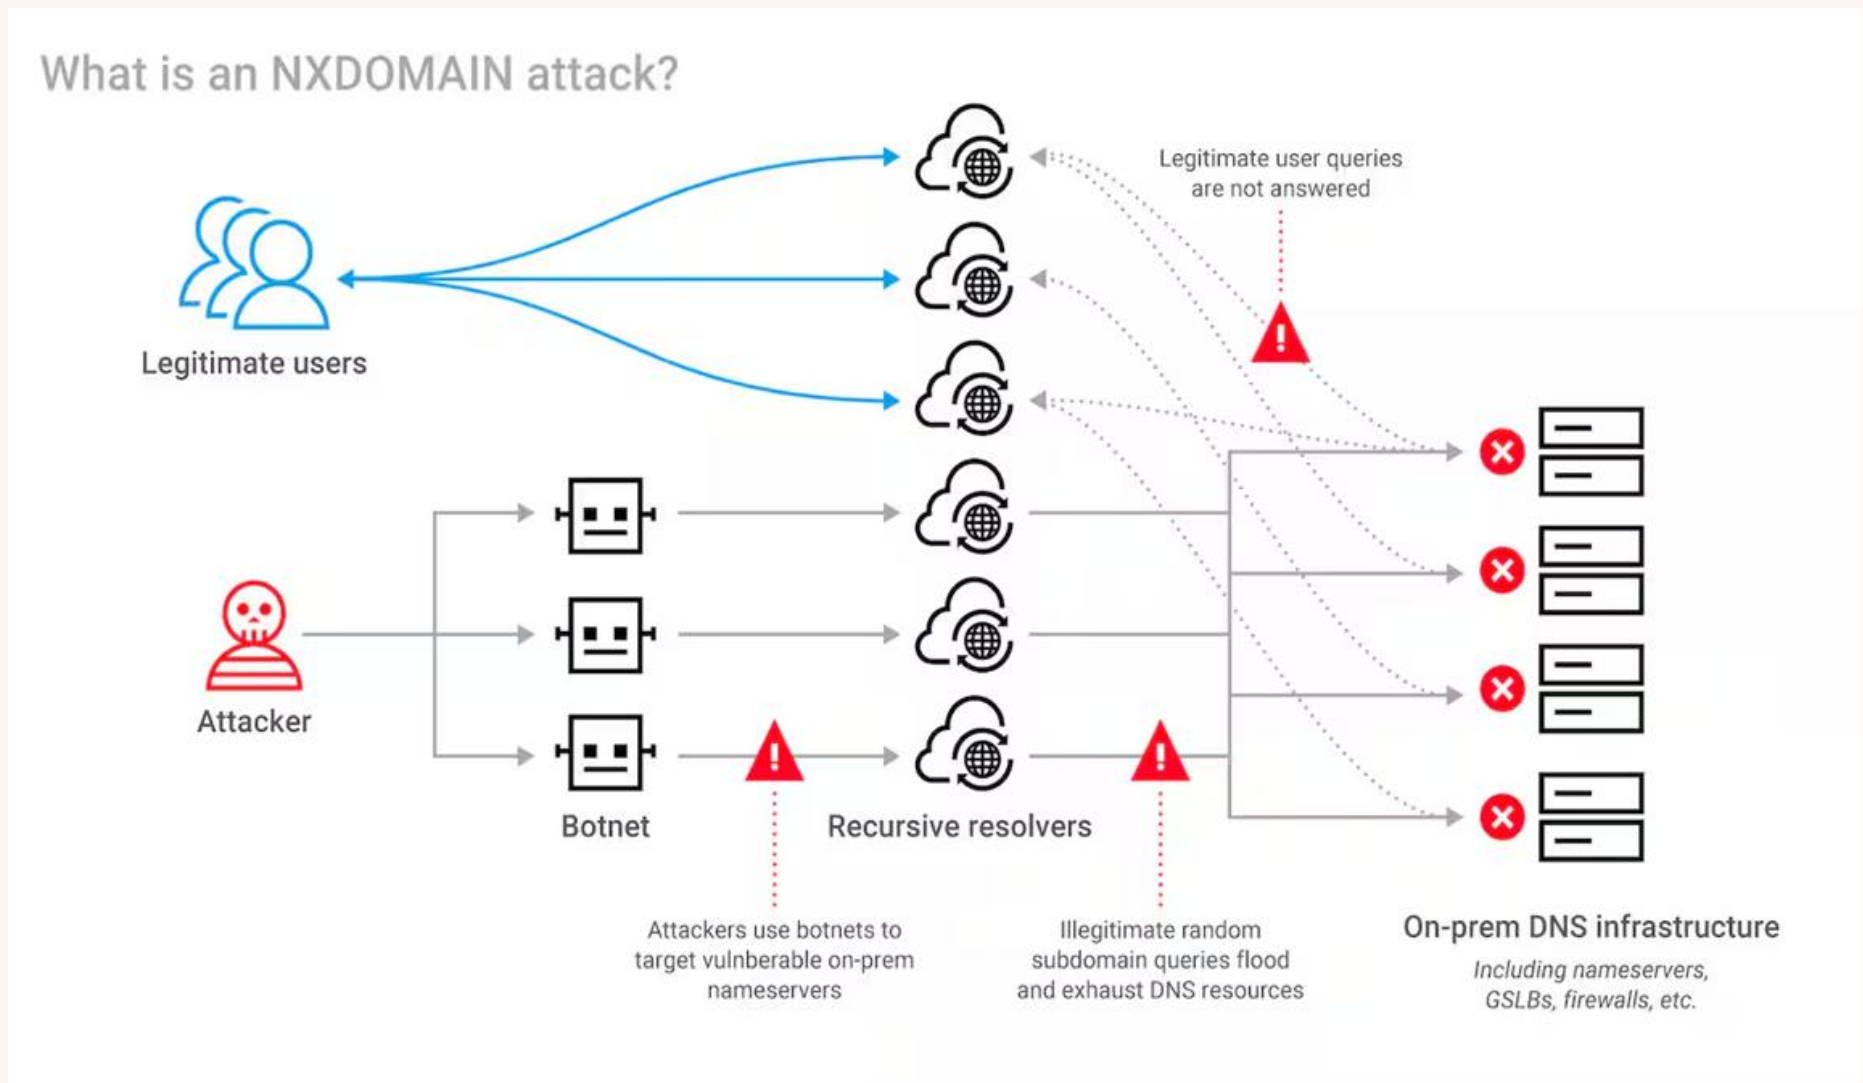 What is an NXDOMAIN attack?
Legitimate user queries
are not answered
Legitimate users
Attacker
Botnet
Recursive resolvers
Attackers use botnets to
target vulnberable on-prem
nameservers
Illegitimate random
subdomain queries flood
and exhaust DNS resources
On-prem DNS infrastructure
Including nameservers,
GSLBs, firewalls, etc.